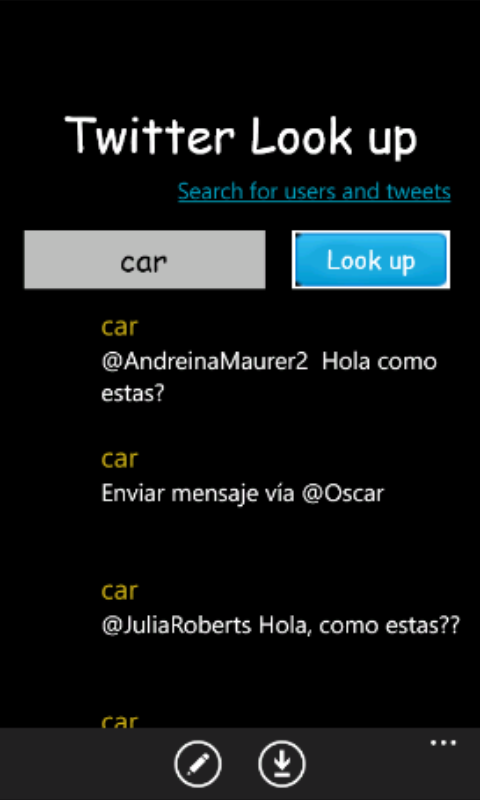 Twitter Look up
Search for users and tweets
car
Look up
car
@AndreinaMaurer2  Hola como
estas?
car
Enviar mensaje vía @Oscar
car
@JuliaRoberts Hola, como estas??
car